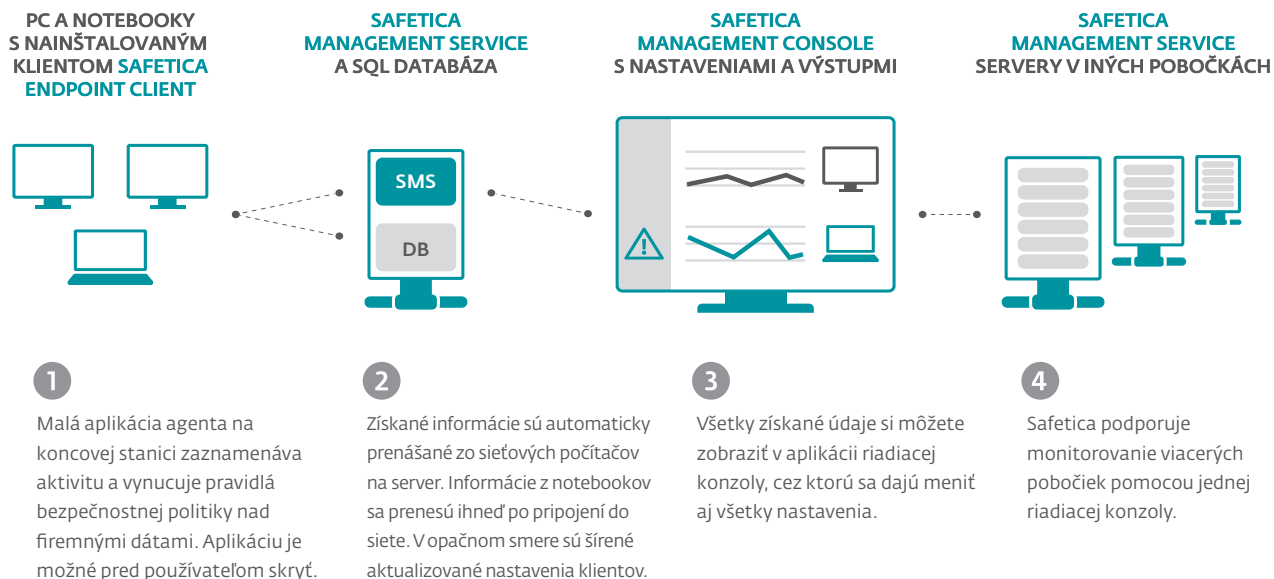 PC A NOTEBOOKY
S NAINŠTALOVANÝM
KLIENTOM SAFETICA
ENDPOINT CLIENT
SAFETICA
MANAGEMENT SERVICE
A SQL DATABÁZA
SAFETICA
MANAGEMENT CONSOLE
S NASTAVENIAMI A VÝSTUPMI
SAFETICA
MANAGEMENT SERVICE
SERVERY V INÝCH POBOČKÁCH
SMS
DB
1
Malá aplikácia agenta na
koncovej stanici zaznamenáva
aktivitu a vynucuje pravidlá
bezpečnostnej politiky nad
firemnými dátami. Aplikáciu je
možné pred používateľom skryť.
2
Získané informácie sú automaticky
prenášané zo sieťových počítačov
na server. Informácie z notebookov
sa prenesú ihneď po pripojení do
siete. V opačnom smere sú šírené
aktualizované nastavenia klientov.
3
Všetky získané údaje si môžete
zobraziť v aplikácii riadiacej
konzoly, cez ktorú sa dajú meniť
aj všetky nastavenia.
4
Safetica podporuje
monitorovanie viacerých
pobočiek pomocou jednej
riadiacej konzoly.